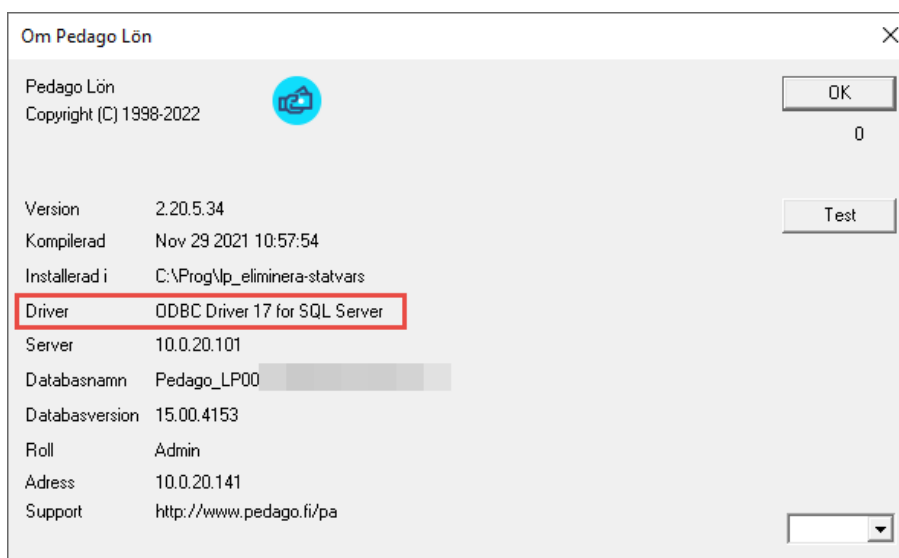 Om Pedago Lön
Pedago Lön
Copyright (C) 1998-2022
OK
0
Version 2.20.5.34
Test
Kompilerad Nov 29 2021 10:57:54
Installerad i C:\Prog\lp_eliminera-statvars
Driver ODBC Driver 17 for SQL Server
Server 10.0.20.101
Databasnamn Pedago_LP00
Databasversion 15.00.4153
Roll Admin
Adress 10.0.20.141
Support http://www.pedago.fi/pa